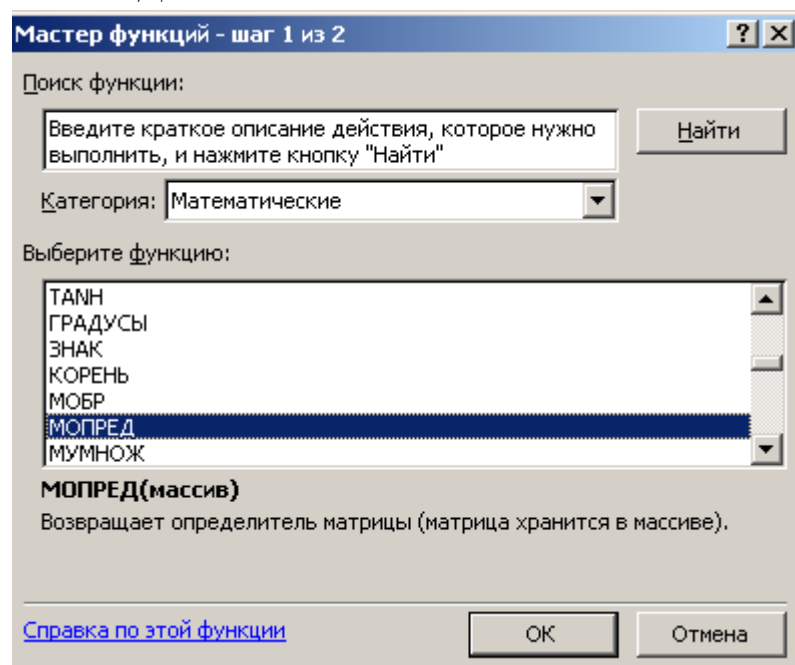 Мастер функций - шаг 1 из 2
Поиск функции:
Введите краткое описание действия, которое нужно
выполнить, и нажмите кнопку "Найти"
Найти
Категория: Математические
Выберите функцию:
TANH
ГРАДУСЫ
ЗНАК
КОРЕНЬ
МОБР
МОПРЕД
МУМНОЖ
МОПРЕД(массив)
Возвращает определитель матрицы (матрица хранится в массиве).
Справка по этой функции
ОК
Отмена